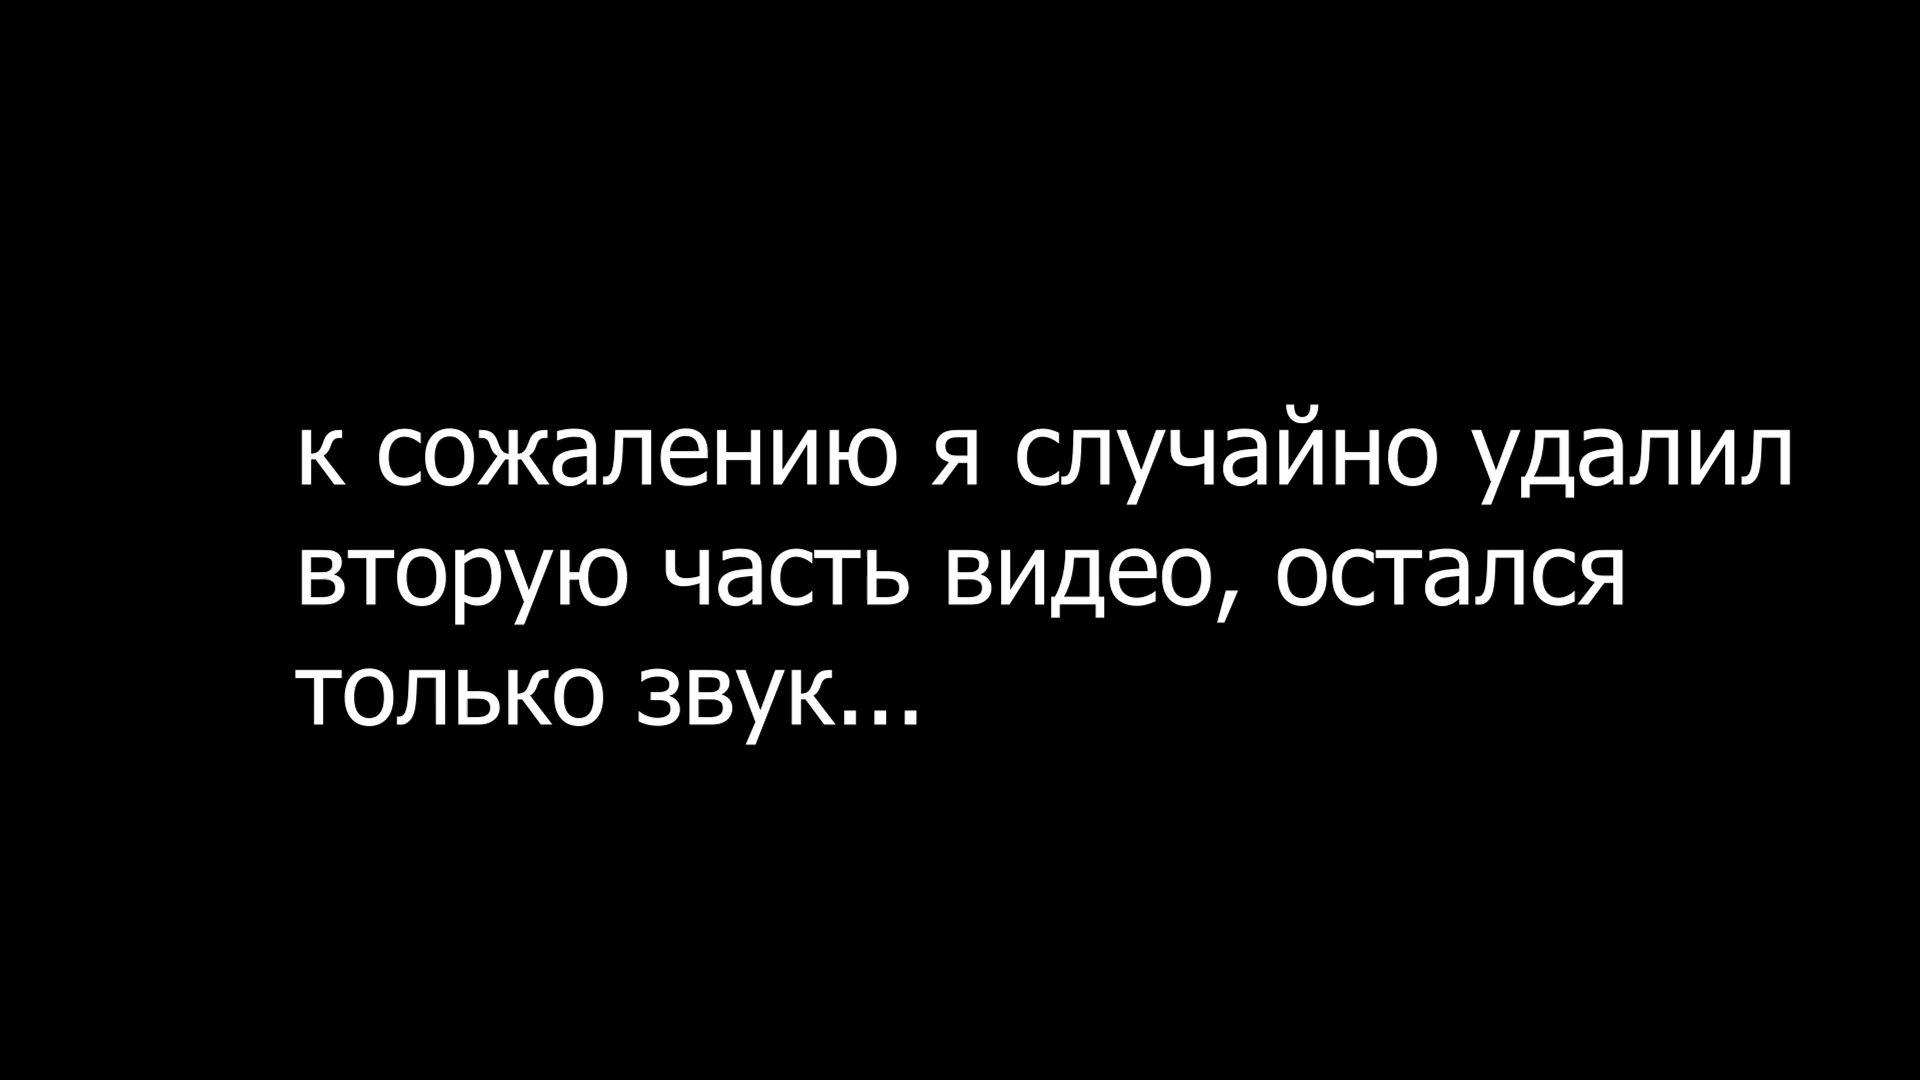 к сожалению я случайно удалил
вторую часть видео, остался
только звук...